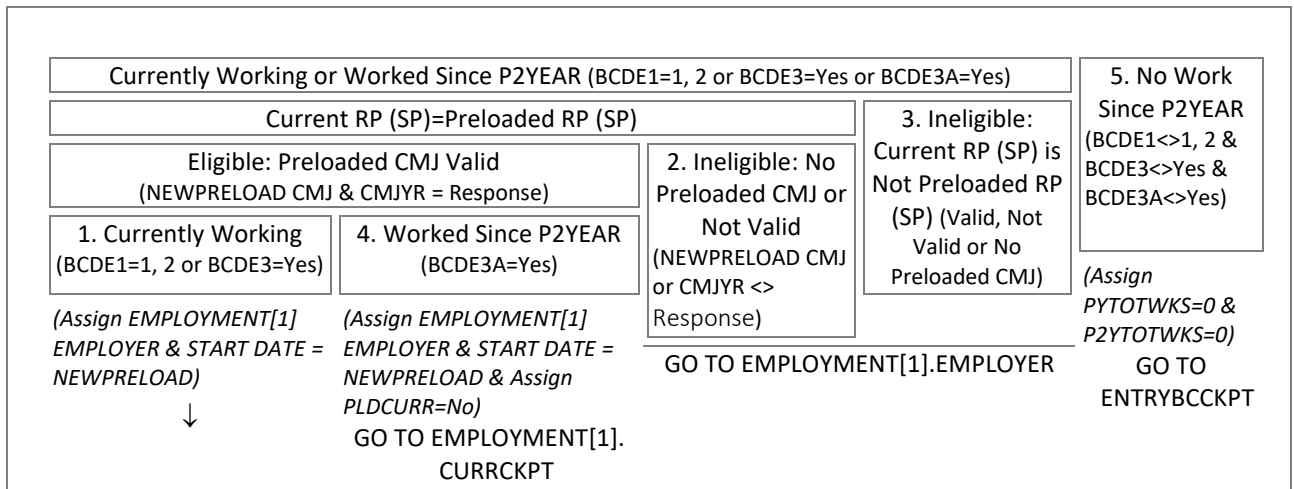 Currently Working or Worked Since P2YEAR (BCDE1=1, 2 or BCDE3=Yes or BCDE3A=Yes)
Current RP (SP)=Preloaded RP (SP)
Eligible: Preloaded CMJ Valid
(NEWPRELOAD CMJ & CMJYR = Response)
1. Currently Working
(BCDE1=1, 2 or BCDE3=Yes)
(Assign EMPLOYMENT[1]
EMPLOYER & START DATE =
NEWPRELOAD)
↓
4. Worked Since P2YEAR
(BCDE3A=Yes)
(Assign EMPLOYMENT[1]
EMPLOYER & START DATE =
NEWPRELOAD & Assign
PLDCURR=No)
GO TO EMPLOYMENT[1].
CURRCKPT
2. Ineligible: No
Preloaded CMJ or
Not Valid
(NEWPRELOAD CMJ
or CMJYR <>
Response)
3. Ineligible:
Current RP (SP) is
Not Preloaded RP
(SP) (Valid, Not
Valid or No
Preloaded CMJ)
GO TO EMPLOYMENT[1].EMPLOYER
5. No Work
Since P2YEAR
(BCDE1<>1, 2 &
BCDE3<>Yes &
BCDE3A<>Yes)
(Assign
PYTOTWKS=0 &
P2YTOTWKS=0)
GO TO
ENTRYBCCKPT